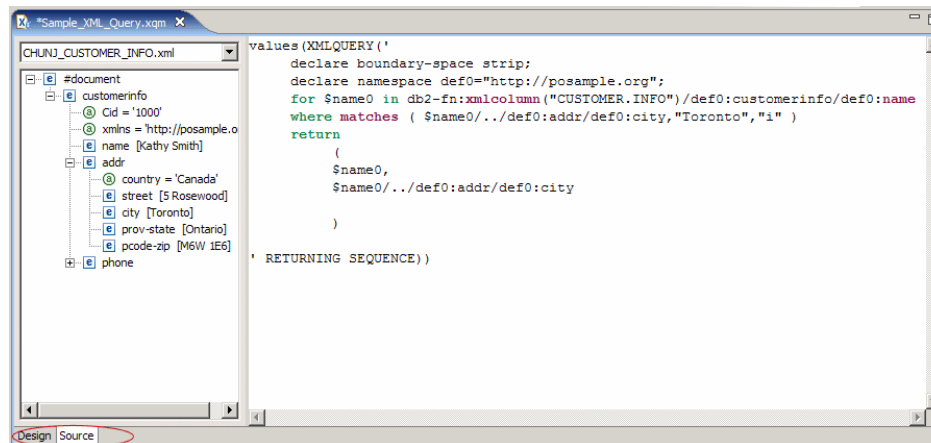 *Sample_XML_Query.xqm
CHUNJ_CUSTOMER_INFO.xml
#document
customerinfo
Cid = '1000'
xmlns = 'http://posample.o
name [Kathy Smith]
addr
country = 'Canada'
street [5 Rosewood]
city [Toronto]
prov-state [Ontario]
pcode-zip [M6W 1E6]
phone
values(XMLQUERY('
declare boundary-space strip;
declare namespace def0="http://posample.org";
for $name0 in db2-fn:xmlcolumn("CUSTOMER.INFO")/def0:customerinfo/def0:name
where matches ( $name0/../def0:addr/def0:city,"Toronto","i" )
return
(
$name0,
$name0/../def0:addr/def0:city
)
' RETURNING SEQUENCE))
Design Source